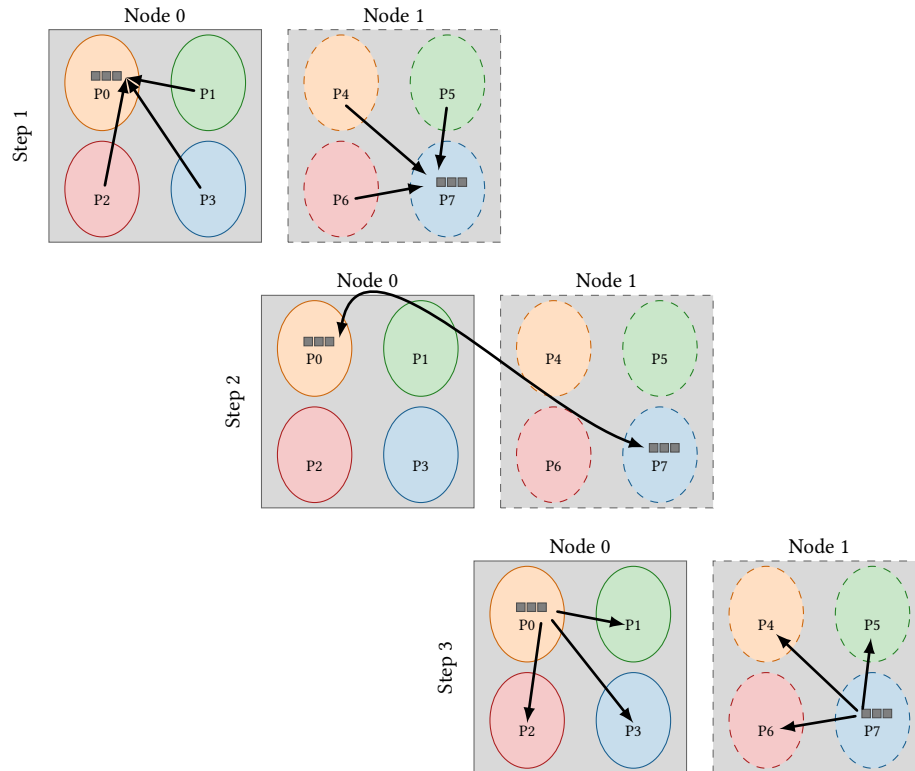 Node 0
Node 1
Step 1
P0
P1
P4
P5
P2
P3
P6
P7
Node 0
Node 1
Step 2
P0
P1
P4
P5
P2
P3
P6
P7
Node 0
Node 1
Step 3
P0
P1
P4
P5
P2
P3
P6
P7